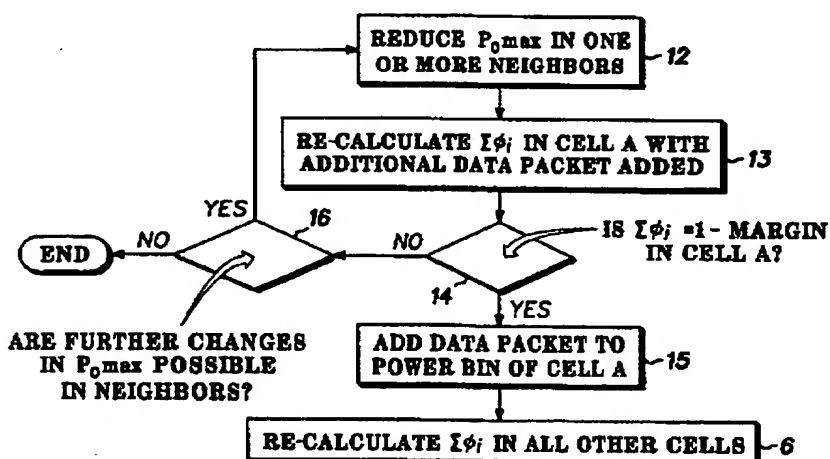 REDUCE P₀max IN ONE
OR MORE NEIGHBORS
12
RE-CALCULATE Σφᵢ IN CELL A WITH
ADDITIONAL DATA PACKET ADDED
13
YES
16
IS Σφᵢ =1- MARGIN
IN CELL A?
END
NO
NO
14
YES
ARE FURTHER CHANGES
IN P₀max POSSIBLE
IN NEIGHBORS?
ADD DATA PACKET TO
POWER BIN OF CELL A
15
RE-CALCULATE Σφᵢ IN ALL OTHER CELLS
6